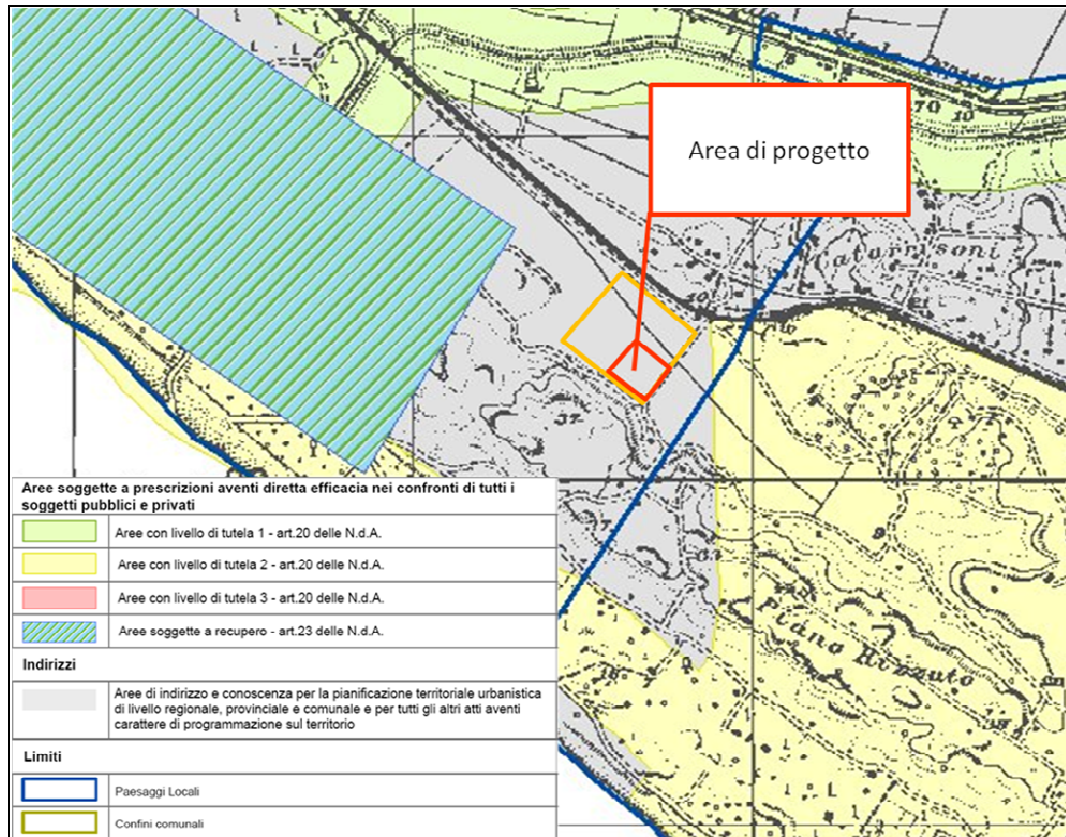 Area di progetto
Catarrisoni
70
10
37
Piano Rizzuto
Aree soggette a prescrizioni aventi diretta efficacia nei confronti di tutti i
soggetti pubblici e privati
Aree con livello di tutela 1 - art.20 delle N.d.A.
Aree con livello di tutela 2 - art.20 delle N.d.A.
Aree con livello di tutela 3 - art.20 delle N.d.A.
Aree soggette a recupero - art.23 delle N.d.A.
Indirizzi
Aree di indirizzo e conoscenza per la pianificazione territoriale urbanistica
di livello regionale, provinciale e comunale e per tutti gli altri atti aventi
carattere di programmazione sul territorio
Limiti
Paesaggi Locali
Confini comunali